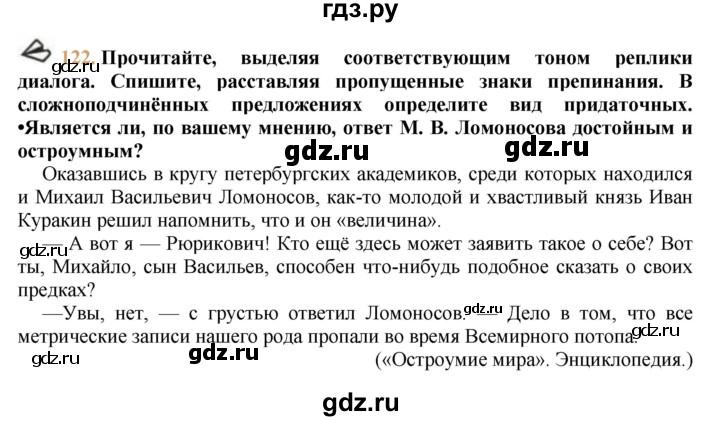 гдз.ру
122. Прочитайте, выделяя соответствующим тоном реплики
диалога. Спишите, расставляя пропущенные знаки препинания. В
сложноподчинённых предложениях определите вид придаточных.
•Является ли, по вашему мнению, ответ М. В. Ломоносова достойным и
остроумным?
gdz.ru gdz.ru
Оказавшись в кругу петербургских академиков, среди которых находился
и Михаил Васильевич Ломоносов, как-то молодой и хвастливый князь Иван
Куракин решил напомнить, что и он «величина».
gdz.ru gdz.ru
— А вот я — Рюрикович! Кто ещё здесь может заявить такое о себе? Вот
ты, Михайло, сын Васильев, способен что-нибудь подобное сказать о своих
предках?
—Увы, нет, — с грустью ответил Ломоносов.gdz.ru— Дело в том, что все
метрические записи нашего рода пропали во время Всемирного потопа.
gdz.ru gdz.ru gdz.ru
(«Остроумие мира». Энциклопедия.)
gdz.ru